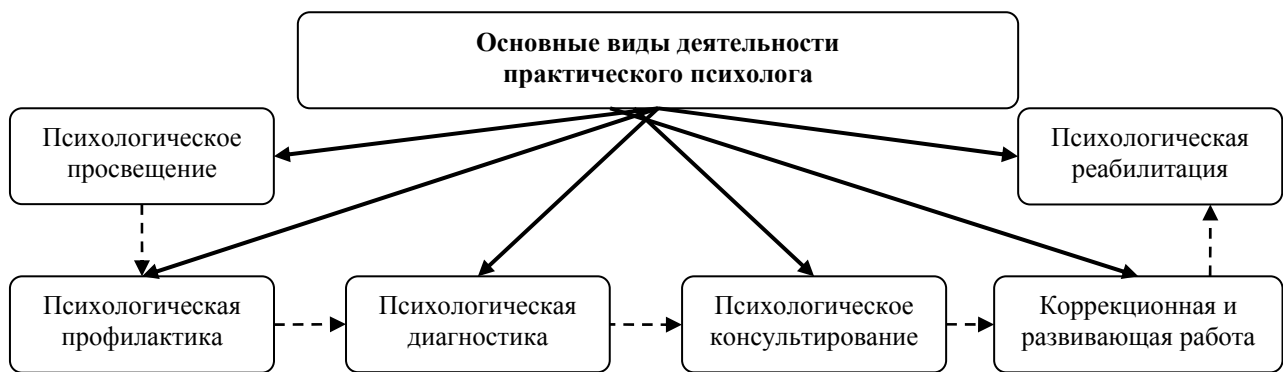 Основные виды деятельности
практического психолога
Психологическое
просвещение
Психологическая
реабилитация
Психологическая
профилактика
Психологическая
диагностика
Психологическое
консультирование
Коррекционная и
развивающая работа